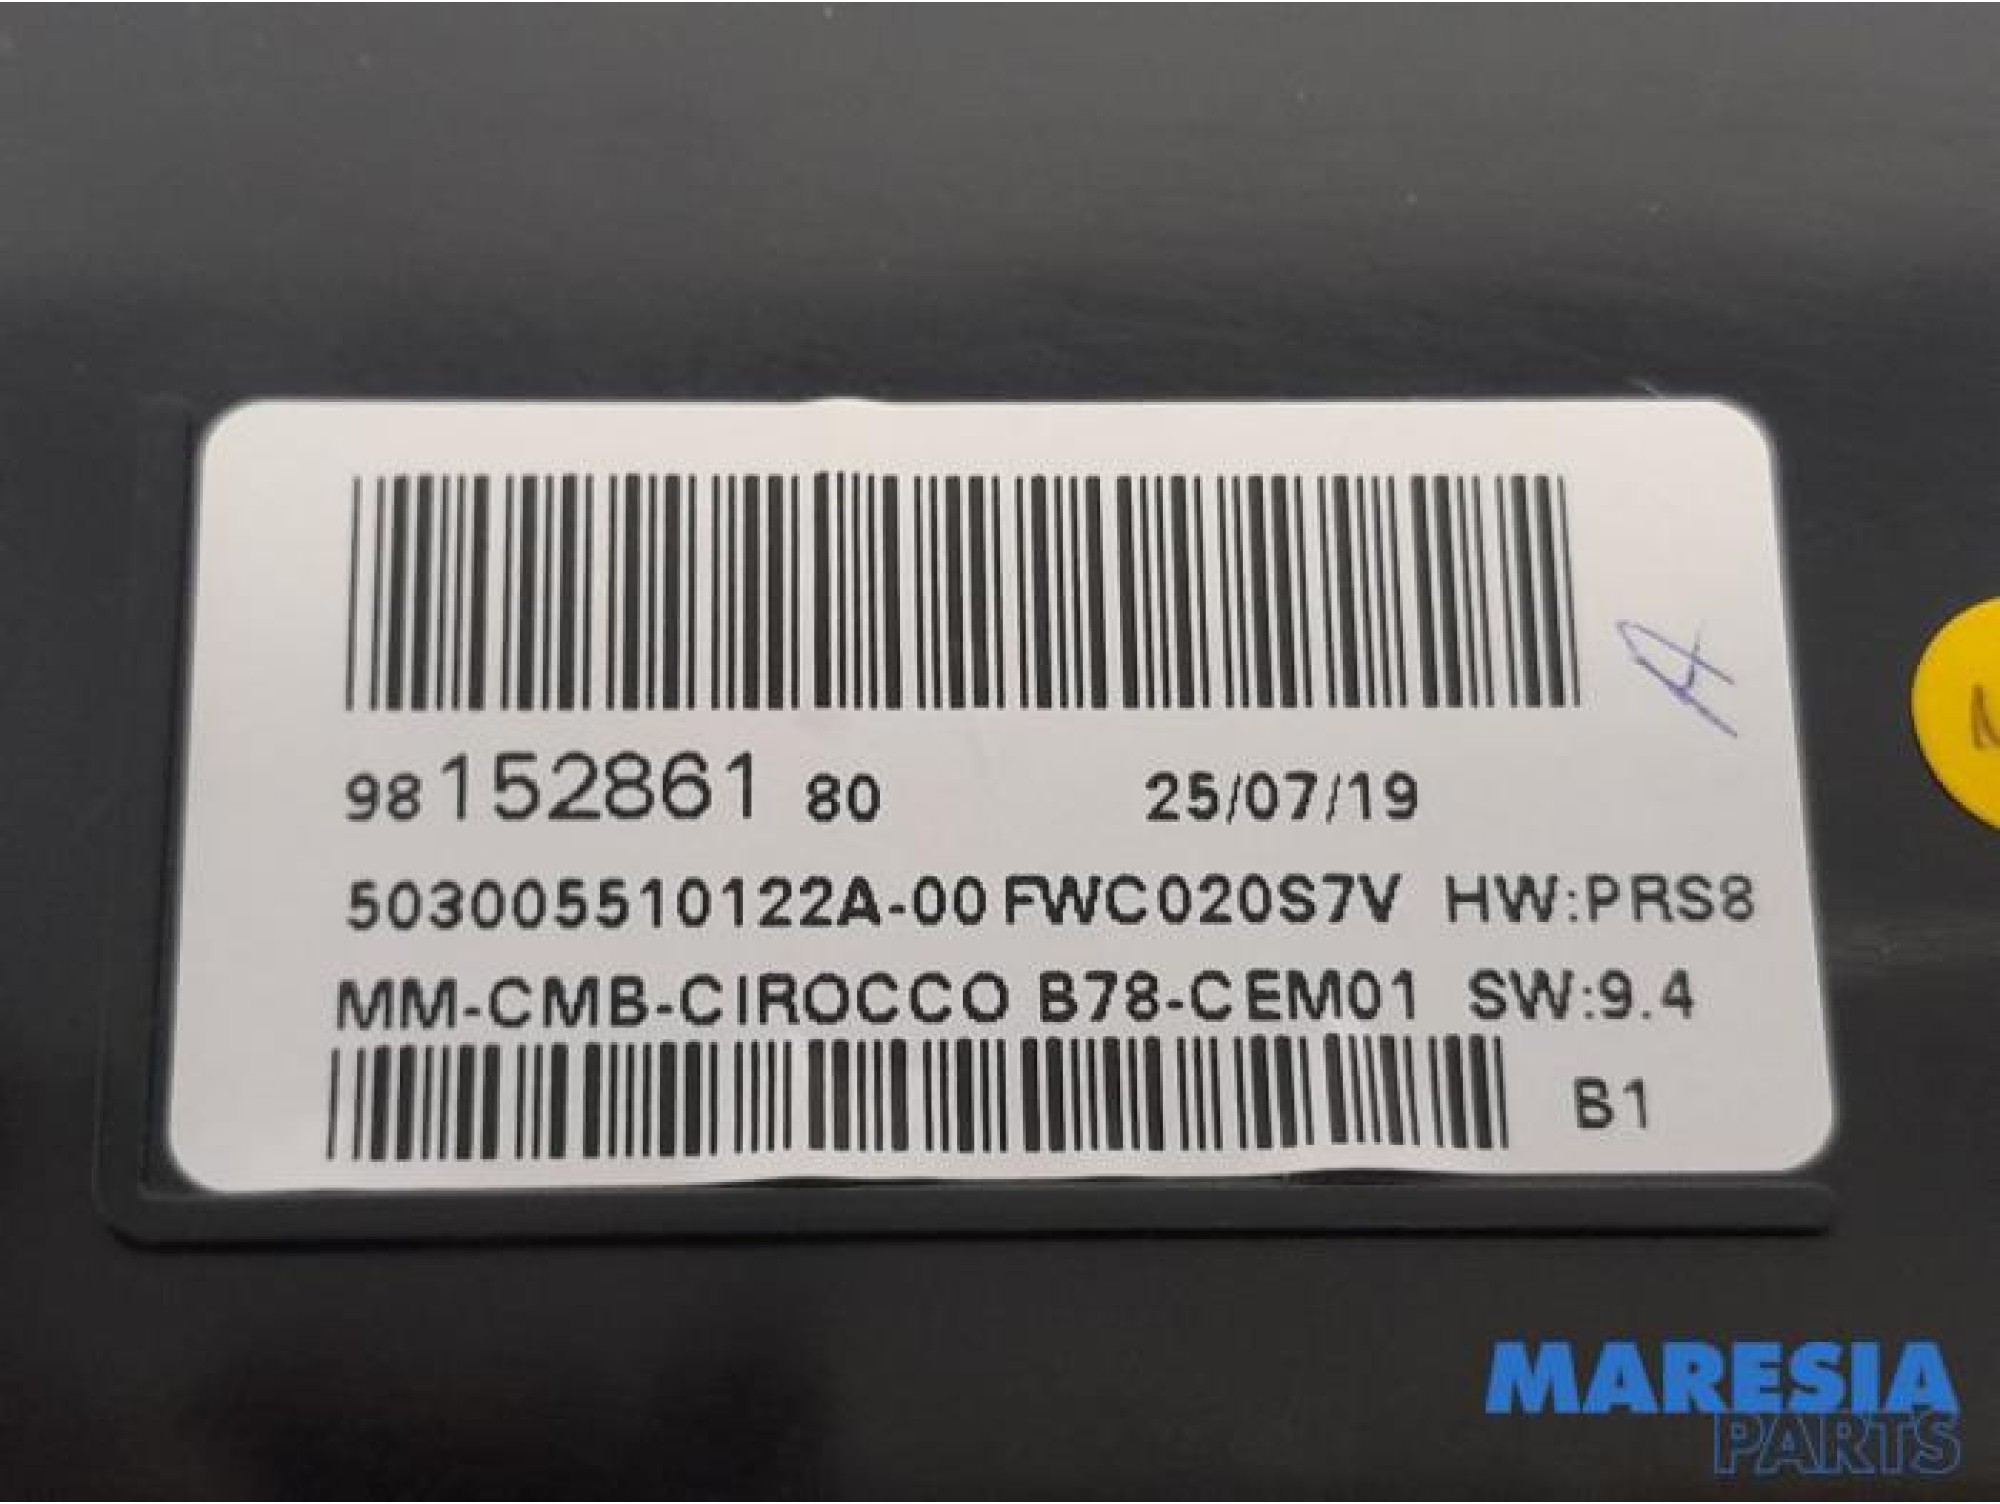 98 152861 80 25/07/19
503005510122A-00 FWC020S7V HW:PRS8
MM-CMB-CIROCCO B78-CEM01 SW:9.4
B1
A
MARESIA
PARTS